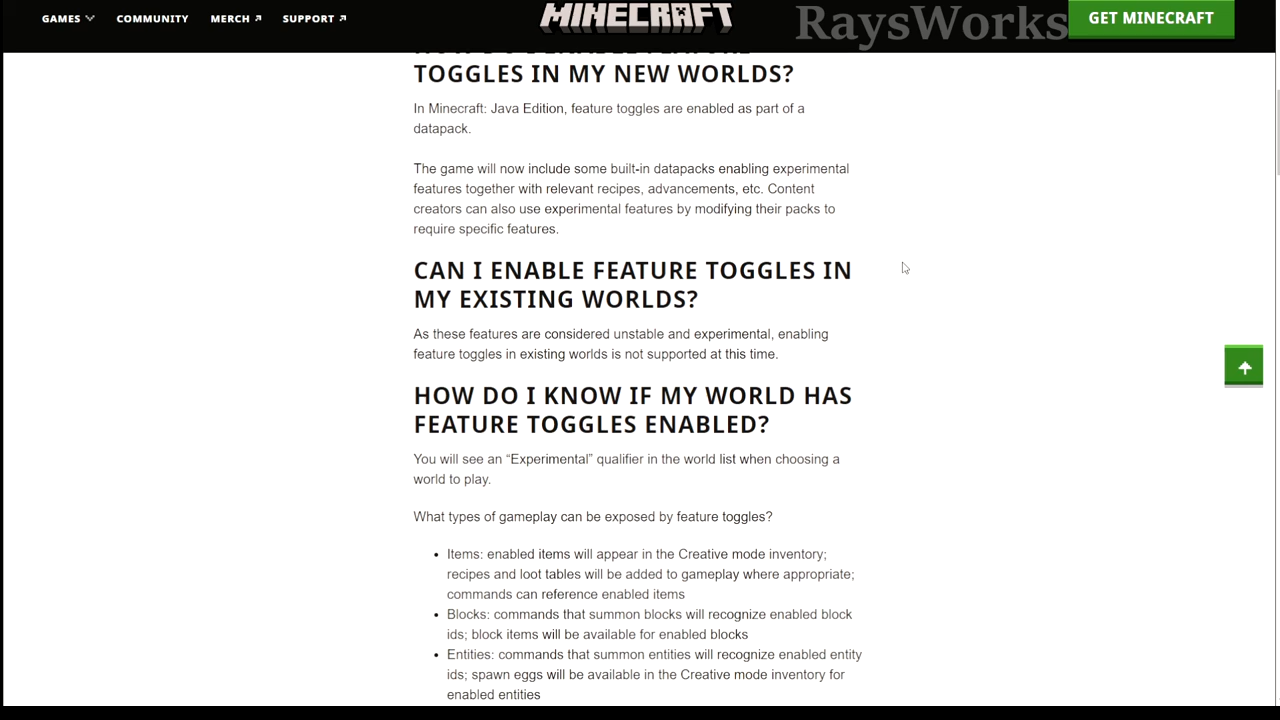 GAMES COMMUNITY MERCH SUPPORT MINECRAFT RaysWorks GET MINECRAFT
HOW DO I ENABLE FEATURE
TOGGLES IN MY NEW WORLDS?
In Minecraft: Java Edition, feature toggles are enabled as part of a
datapack.
The game will now include some built-in datapacks enabling experimental
features together with relevant recipes, advancements, etc. Content
creators can also use experimental features by modifying their packs to
require specific features.
CAN I ENABLE FEATURE TOGGLES IN
MY EXISTING WORLDS?
As these features are considered unstable and experimental, enabling
feature toggles in existing worlds is not supported at this time.
HOW DO I KNOW IF MY WORLD HAS
FEATURE TOGGLES ENABLED?
You will see an “Experimental” qualifier in the world list when choosing a
world to play.
What types of gameplay can be exposed by feature toggles?
• Items: enabled items will appear in the Creative mode inventory;
recipes and loot tables will be added to gameplay where appropriate;
commands can reference enabled items
• Blocks: commands that summon blocks will recognize enabled block
ids; block items will be available for enabled blocks
• Entities: commands that summon entities will recognize enabled entity
ids; spawn eggs will be available in the Creative mode inventory for
enabled entities